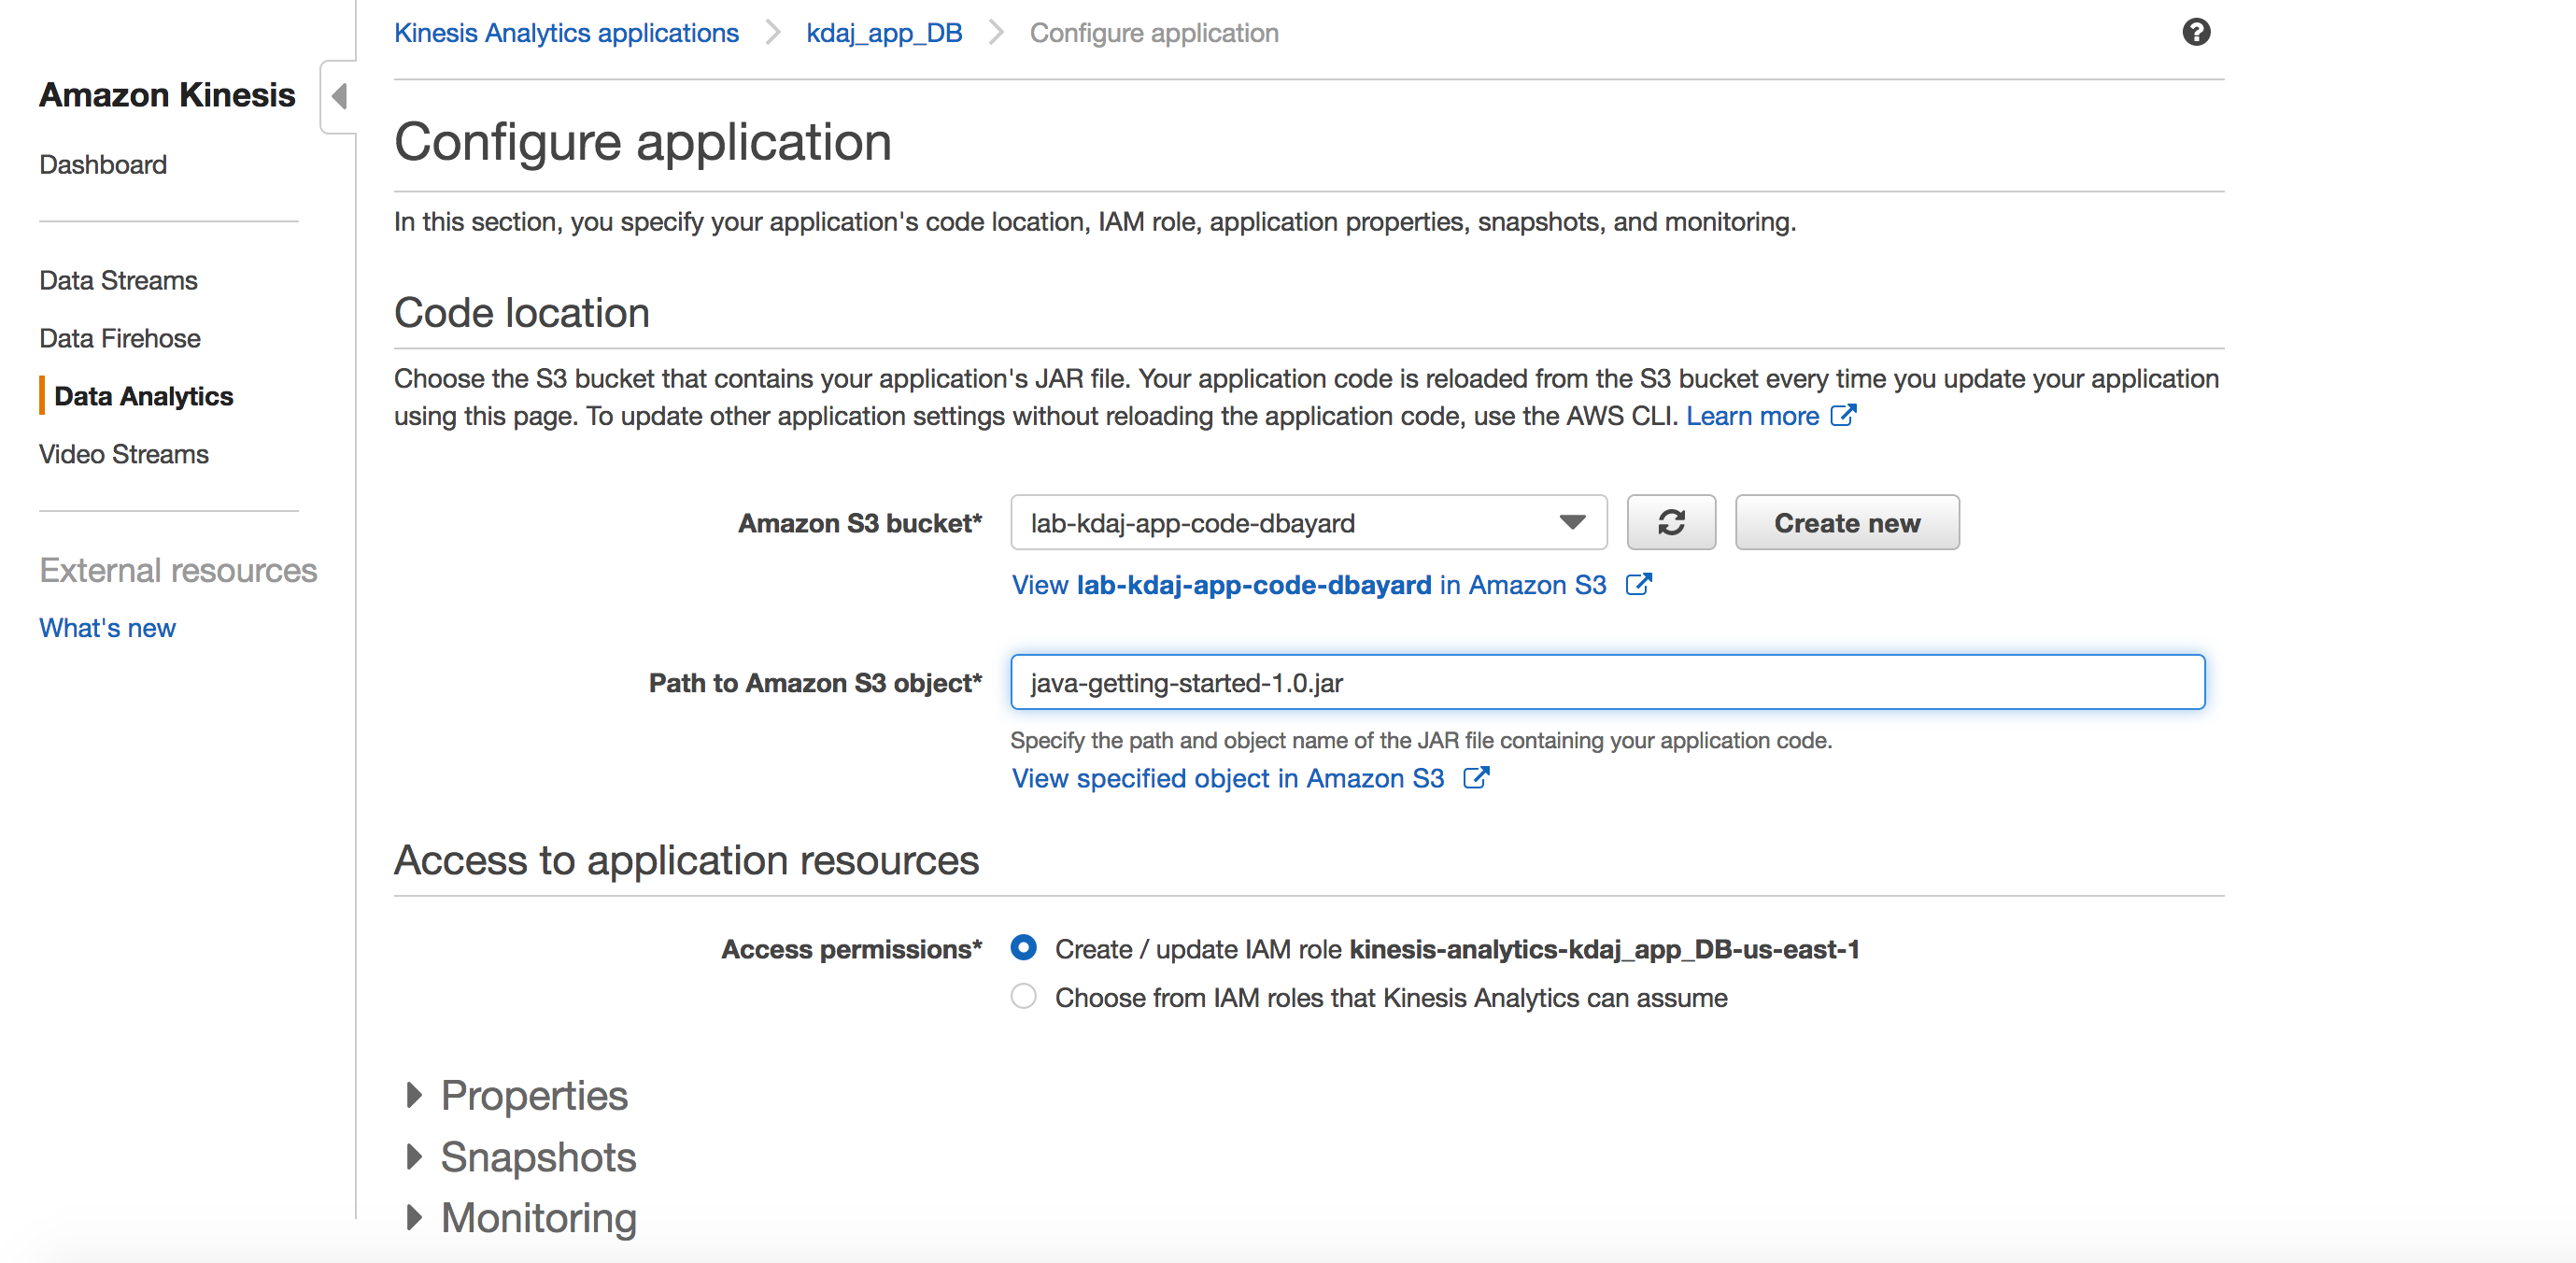 Kinesis Analytics applications kdaj_app_DB Configure application
Amazon Kinesis
Dashboard
Data Streams
Data Firehose
Data Analytics
Video Streams
External resources
What's new
Configure application
In this section, you specify your application's code location, IAM role, application properties, snapshots, and monitoring.
Code location
Choose the S3 bucket that contains your application's JAR file. Your application code is reloaded from the S3 bucket every time you update your application
using this page. To update other application settings without reloading the application code, use the AWS CLI. Learn more
Amazon S3 bucket* lab-kdaj-app-code-dbayard Create new
View lab-kdaj-app-code-dbayard in Amazon S3
Path to Amazon S3 object* java-getting-started-1.0.jar
Specify the path and object name of the JAR file containing your application code.
View specified object in Amazon S3
Access to application resources
Access permissions* Create / update IAM role kinesis-analytics-kdaj_app_DB-us-east-1
Choose from IAM roles that Kinesis Analytics can assume
Properties
Snapshots
Monitoring